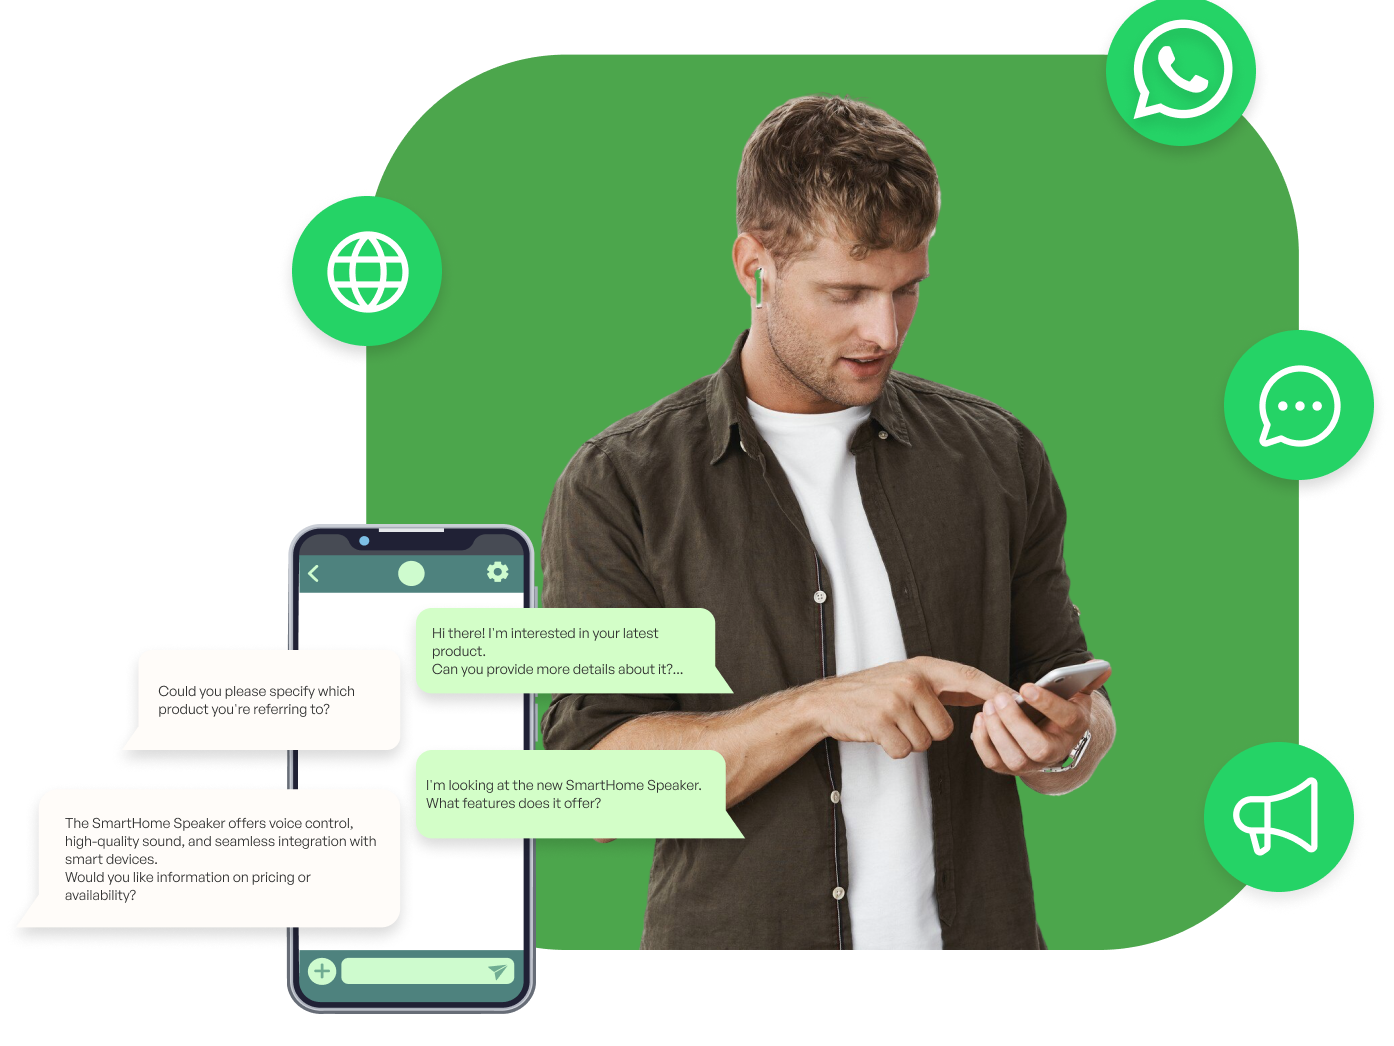 Hi there! I'm interested in your latest
product.
Can you provide more details about it?...
Could you please specify which
product you're referring to?
I'm looking at the new SmartHome Speaker.
What features does it offer?
The SmartHome Speaker offers voice control,
high-quality sound, and seamless integration with
smart devices.
Would you like information on pricing or
availability?